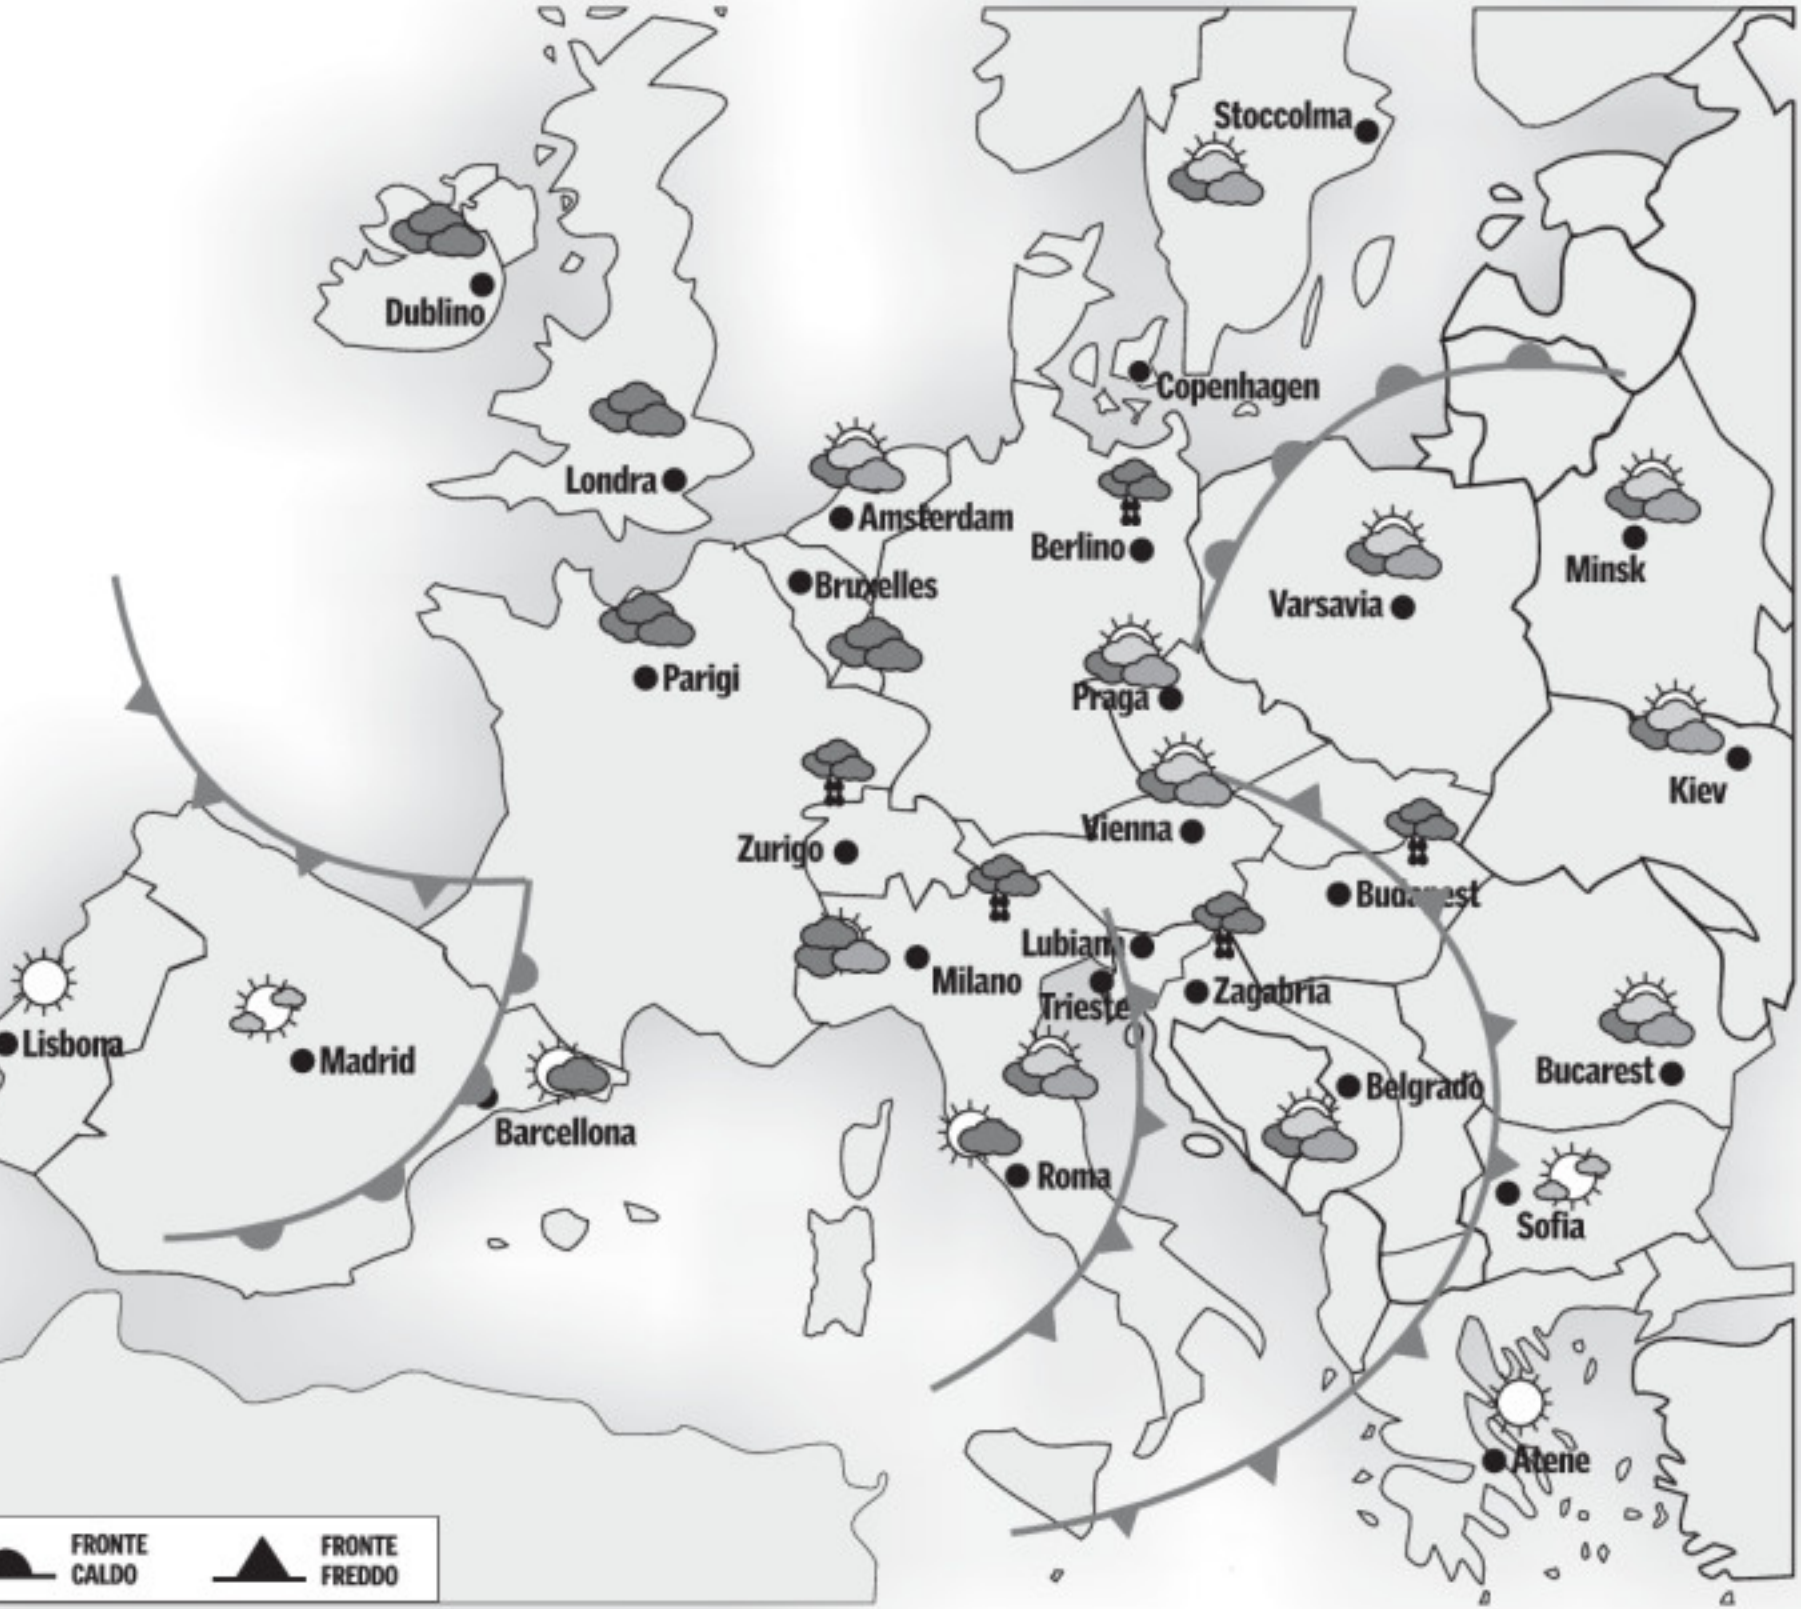 Stoccolma
Dublino
Copenhagen
Londra
Amsterdam
Berlino
Minsk
Bruxelles
Varsavia
Parigi
Praga
Kiev
Vienna
Zurigo
Budapest
Lubiana
Milano
Zagabria
Trieste
Lisbona
Madrid
Bucarest
Belgrado
Barcellona
Roma
Sofia
Atene
FRONTE
CALDO
FRONTE
FREDDO